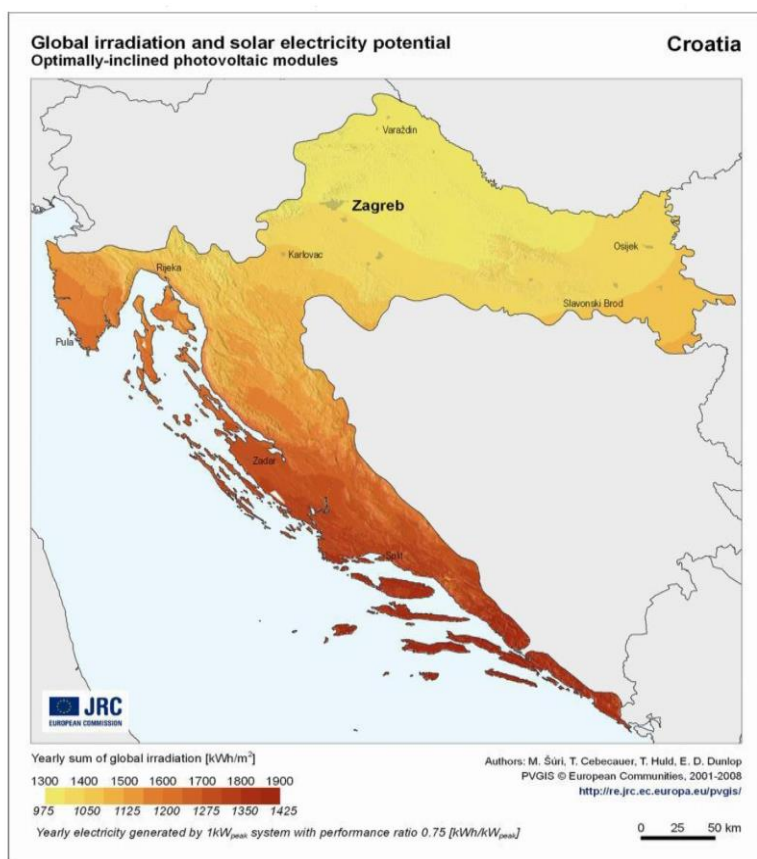 Global irradiation and solar electricity potential
Optimally-inclined photovoltaic modules
Croatia
Varaždin
Zagreb
Osijek
Karlovac
Rijeka
Slavonski Brod
Pula
Zadar
Split
JRC
EUROPEAN COMMISSION
Yearly sum of global irradiation [kWh/m²]
1300 1400 1500 1600 1700 1800 1900
975 1050 1125 1200 1275 1350 1425
Yearly electricity generated by 1kWpeak system with performance ratio 0.75 [kWh/kWpeak]
Authors: M. Šúri, T. Cebecauer, T. Huld, E. D. Dunlop
PVGIS © European Communities, 2001-2008
http://re.jrc.ec.europa.eu/pvgis/
0 25 50 km